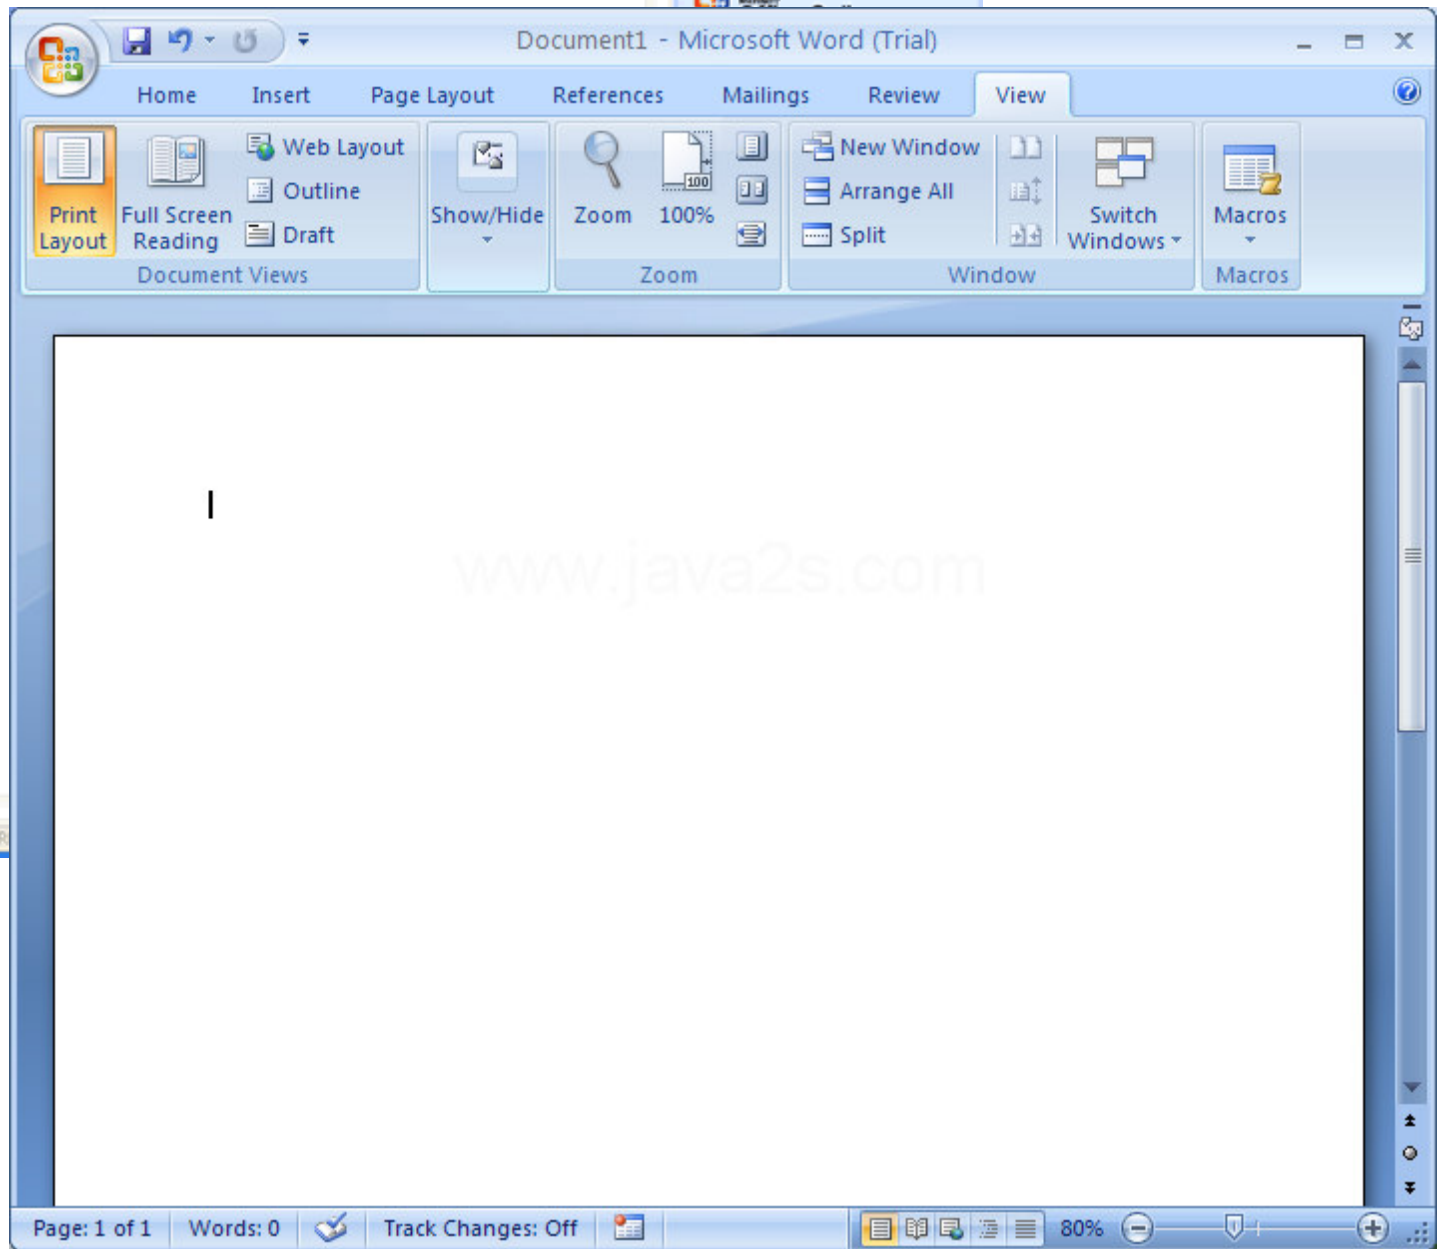 Document1 - Microsoft Word (Trial)
Home Insert Page Layout References Mailings Review View
Print Layout
Full Screen Reading
Web Layout
Outline
Draft
Document Views
Show/Hide
Zoom
100
100%
Zoom
New Window
Arrange All
Split
Switch Windows
Window
Macros
Macros
www.java2s.com
Page: 1 of 1 Words: 0 Track Changes: Off 80%